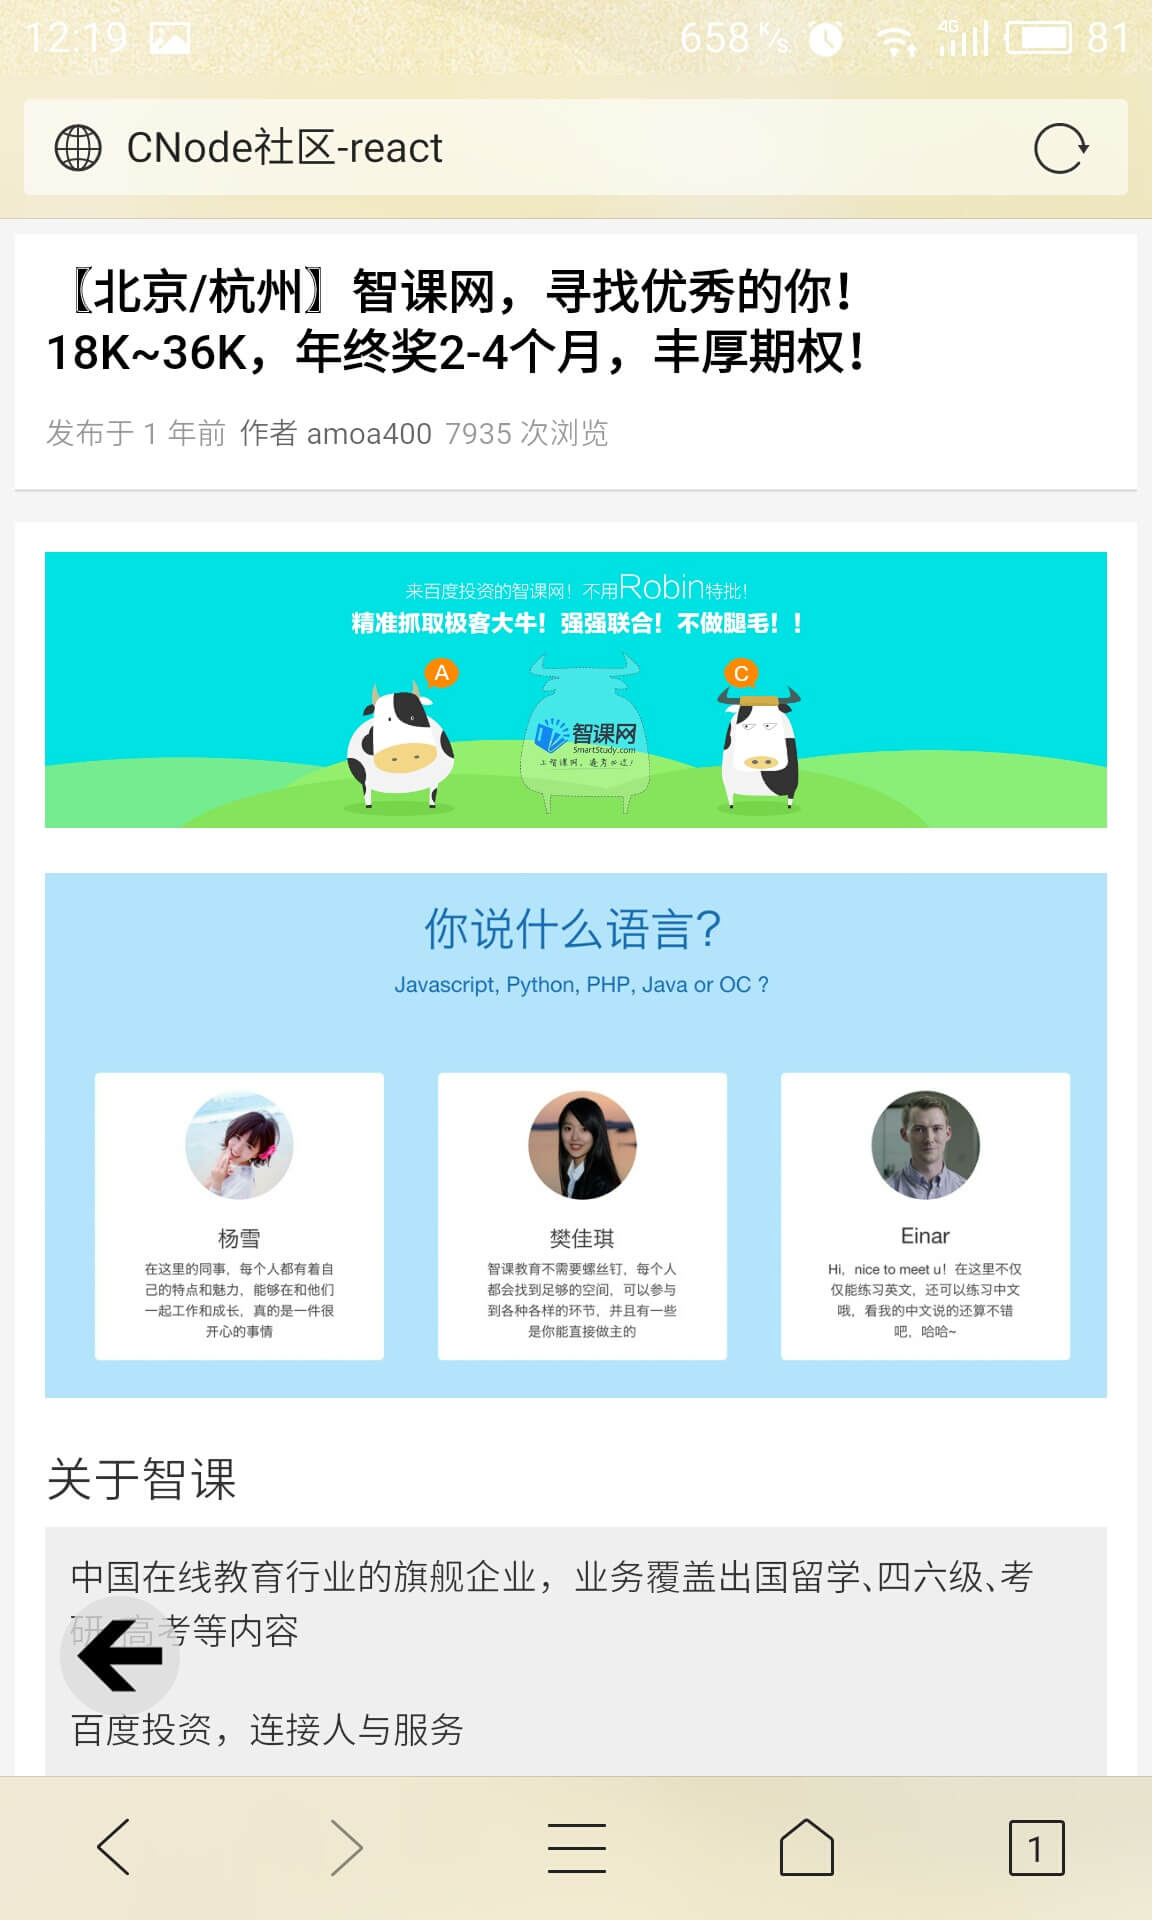 12:19
658 K/s
4G
81
CNode社区-react
〖北京/杭州〗智课网，寻找优秀的你！
18K~36K，年终奖2-4个月，丰厚期权！
发布于 1 年前 作者 amoa400 7935 次浏览
来百度投资的智课网！不用Robin特批！
精准抓取极客大牛！强强联合！不做腿毛！！
A
C
智课网
SmartStudy.com
上智课网，逢考必过！
你说什么语言？
Javascript, Python, PHP, Java or OC ?
杨雪
在这里的同事，每个人都有着自
己的特点和魅力，能够在和他们
一起工作和成长，真的是一件很
开心的事情
樊佳琪
智课教育不需要螺丝钉，每个人
都会找到足够的空间，可以参与
到各种各样的环节，并且有一些
是你能直接做主的
Einar
Hi，nice to meet u！在这里不仅
仅能练习英文，还可以练习中文
哦，看我的中文说的还算不错
吧，哈哈~
关于智课
中国在线教育行业的旗舰企业，业务覆盖出国留学､四六级､考
研､高考等内容
百度投资，连接人与服务
1